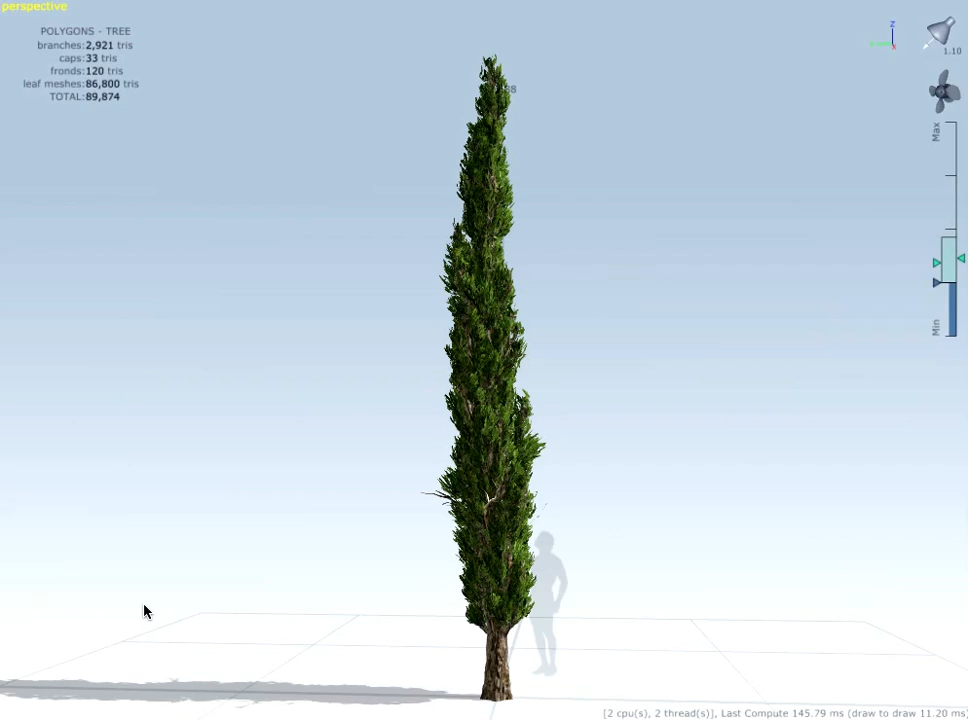 perspective
POLYGONS - TREE
branches:2,921 tris
caps:33 tris
fronds:120 tris
leaf meshes:86,800 tris
TOTAL:89,874
z
1.10
Max
Min
[2 cpu(s), 2 thread(s)], Last Compute 145.79 ms (draw to draw 11.20 ms)